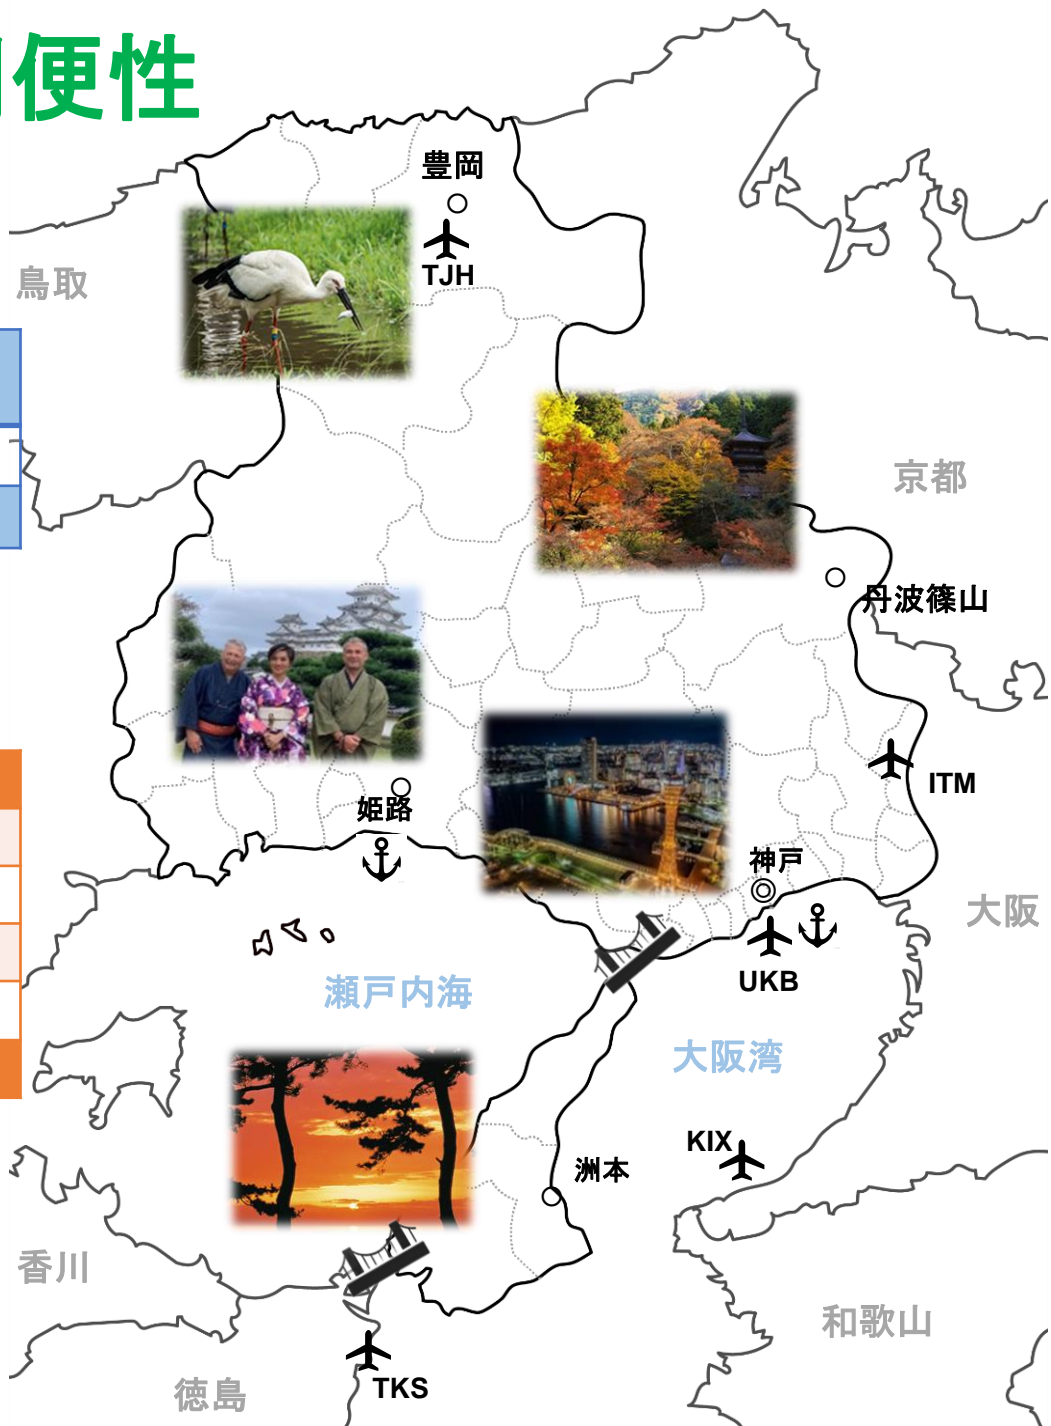 便性
豊岡
TJH
鳥取
京都
丹波篠山
ITM
姫路
神戸
大阪
UKB
瀬戸内海
大阪湾
KIX
洲本
香川
和歌山
TKS
徳島